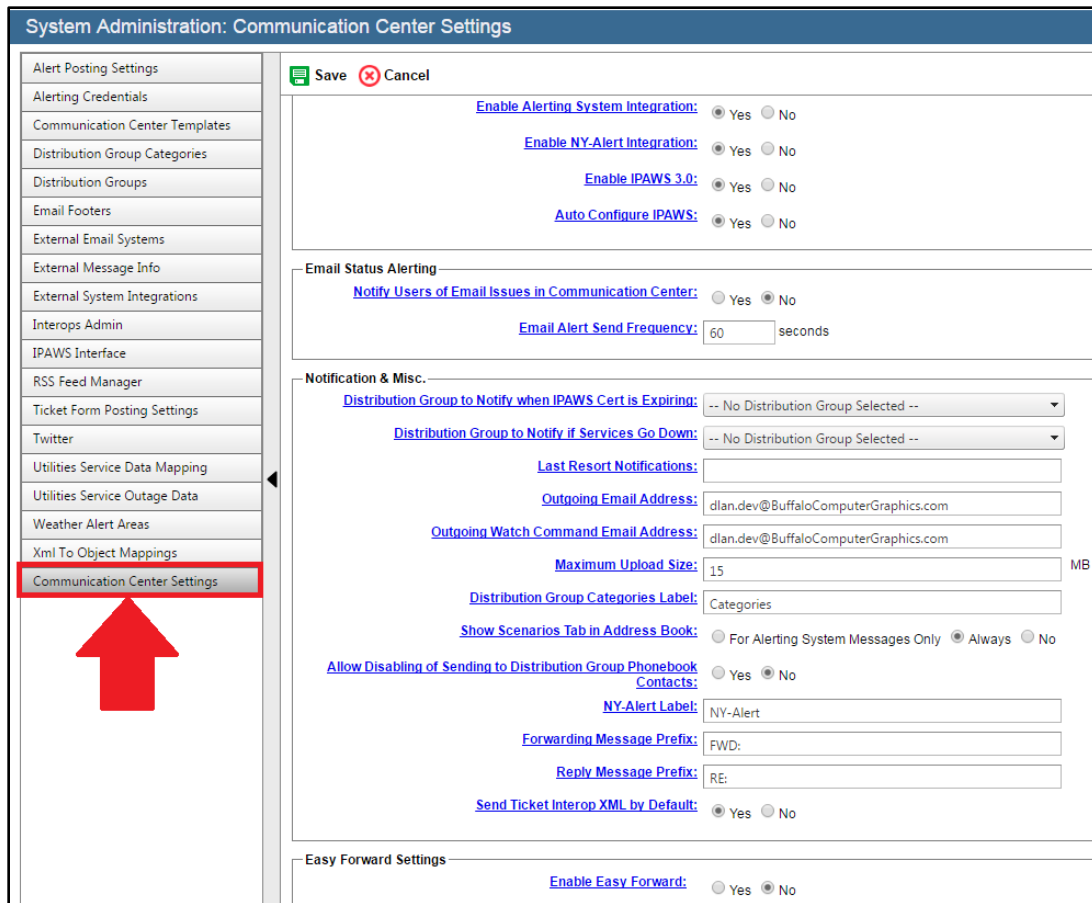 System Administration: Communication Center Settings
Alert Posting Settings
Alerting Credentials
Communication Center Templates
Distribution Group Categories
Distribution Groups
Email Footers
External Email Systems
External Message Info
External System Integrations
Interops Admin
IPAWS Interface
RSS Feed Manager
Ticket Form Posting Settings
Twitter
Utilities Service Data Mapping
Utilities Service Outage Data
Weather Alert Areas
Xml To Object Mappings
Communication Center Settings
Save Cancel
Enable Alerting System Integration: Yes No
Enable NY-Alert Integration: Yes No
Enable IPAWS 3.0: Yes No
Auto Configure IPAWS: Yes No
Email Status Alerting
Notify Users of Email Issues in Communication Center: Yes No
Email Alert Send Frequency: 60 seconds
Notification & Misc.
Distribution Group to Notify when IPAWS Cert is Expiring: -- No Distribution Group Selected --
Distribution Group to Notify if Services Go Down: -- No Distribution Group Selected --
Last Resort Notifications:
Outgoing Email Address: dlan.dev@BuffaloComputerGraphics.com
Outgoing Watch Command Email Address: dlan.dev@BuffaloComputerGraphics.com
Maximum Upload Size: 15 MB
Distribution Group Categories Label: Categories
Show Scenarios Tab in Address Book: For Alerting System Messages Only Always No
Allow Disabling of Sending to Distribution Group Phonebook
Contacts: Yes No
NY-Alert Label: NY-Alert
Forwarding Message Prefix: FWD:
Reply Message Prefix: RE:
Send Ticket Interop XML by Default: Yes No
Easy Forward Settings
Enable Easy Forward: Yes No